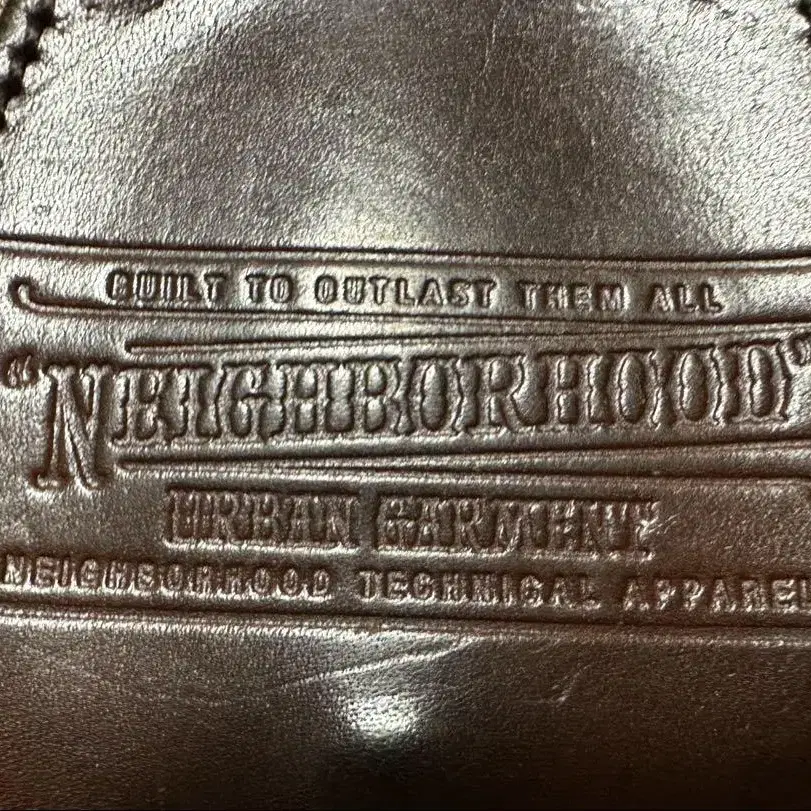 BUILT TO OUTLAST THEM ALL
"NEIGHBORHOOD"
URBAN GARMENT
NEIGHBORHOOD TECHNICAL APPAREL